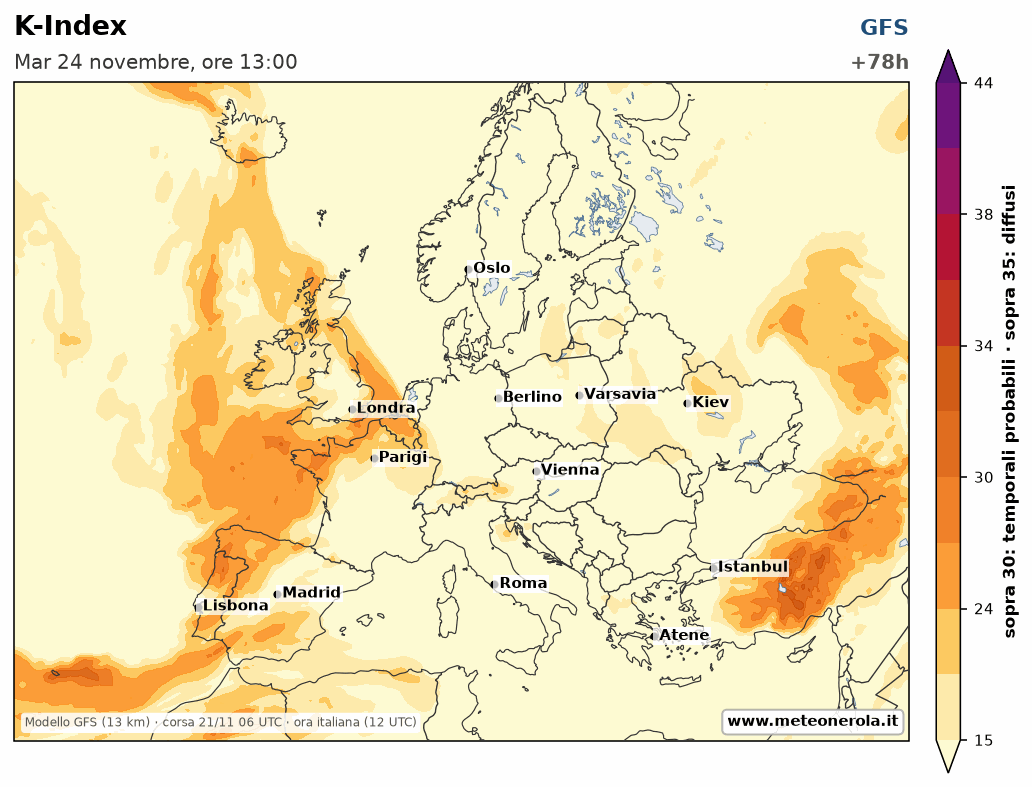 K-Index
GFS
Mar 24 novembre, ore 13:00
+78h
44
38
34
30
24
15
sopra 30: temporali probabili · sopra 35: diffusi
Oslo
Londra
Berlino
Varsavia
Kiev
Parigi
Vienna
Istanbul
Roma
Madrid
Lisbona
Atene
Modello GFS (13 km) · corsa 21/11 06 UTC · ora italiana (12 UTC)
www.meteonerola.it